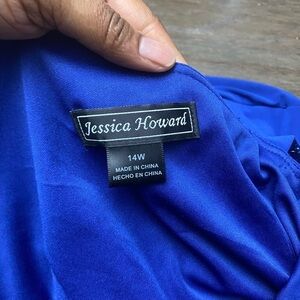 Jessica Howard
14W
MADE IN CHINA
HECHO EN CHINA